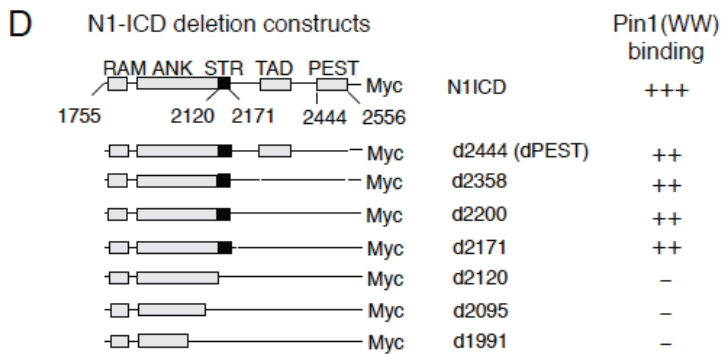 D N1-ICD deletion constructs Pin1(WW) binding
RAM ANK STR TAD PEST Myc N1ICD +++
1755 2120 2171 2444 2556
Myc d2444 (dPEST) ++
Myc d2358 ++
Myc d2200 ++
Myc d2171 ++
Myc d2120 –
Myc d2095 –
Myc d1991 –